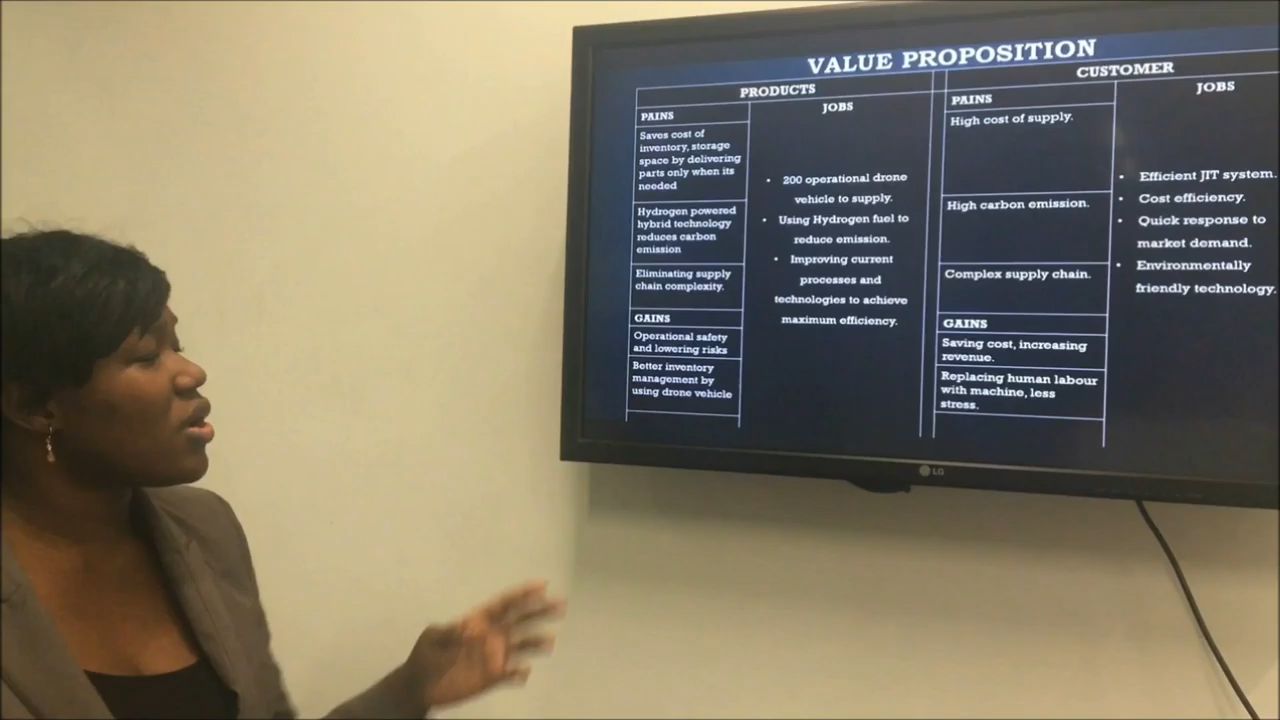 VALUE PROPOSITION
PRODUCTS
PAINS
Saves cost of
inventory, storage
space by delivering
parts only when its
needed
Hydrogen powered
hybrid technology
reduces carbon
emission
Eliminating supply
chain complexity.
GAINS
Operational safety
and lowering risks
Better inventory
management by
using drone vehicle
JOBS
• 200 operational drone
vehicle to supply.
• Using Hydrogen fuel to
reduce emission.
• Improving current
processes and
technologies to achieve
maximum efficiency.
CUSTOMER
PAINS
High cost of supply.
High carbon emission.
Complex supply chain.
GAINS
Saving cost, increasing
revenue.
Replacing human labour
with machine, less
stress.
JOBS
• Efficient JIT system.
• Cost efficiency.
• Quick response to
market demand.
• Environmentally
friendly technology.
LG